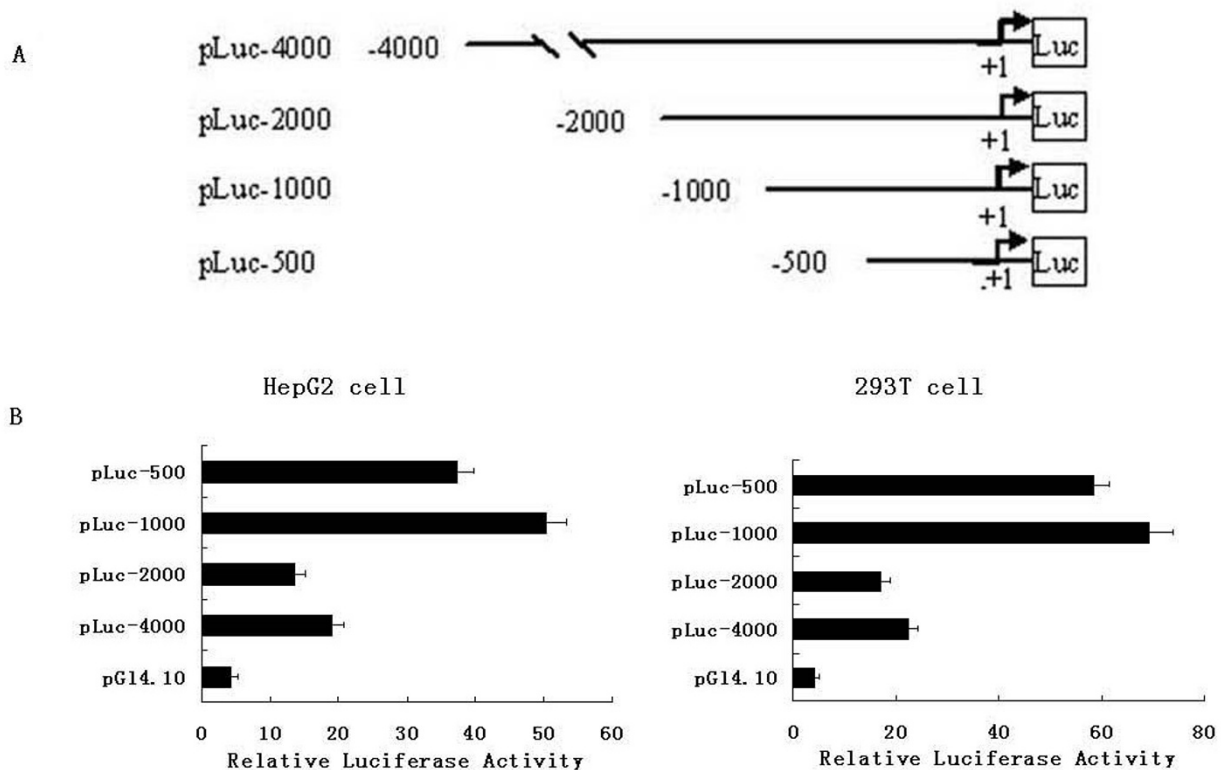 A
pLuc-4000 -4000 +1 Luc
pLuc-2000 -2000 +1 Luc
pLuc-1000 -1000 +1 Luc
pLuc-500 -500 .+1 Luc
B
HepG2 cell
pLuc-500
pLuc-1000
pLuc-2000
pLuc-4000
pGl4.10
0 10 20 30 40 50 60
Relative Luciferase Activity
293T cell
pLuc-500
pLuc-1000
pLuc-2000
pLuc-4000
pGl4.10
0 20 40 60 80
Relative Luciferase Activity